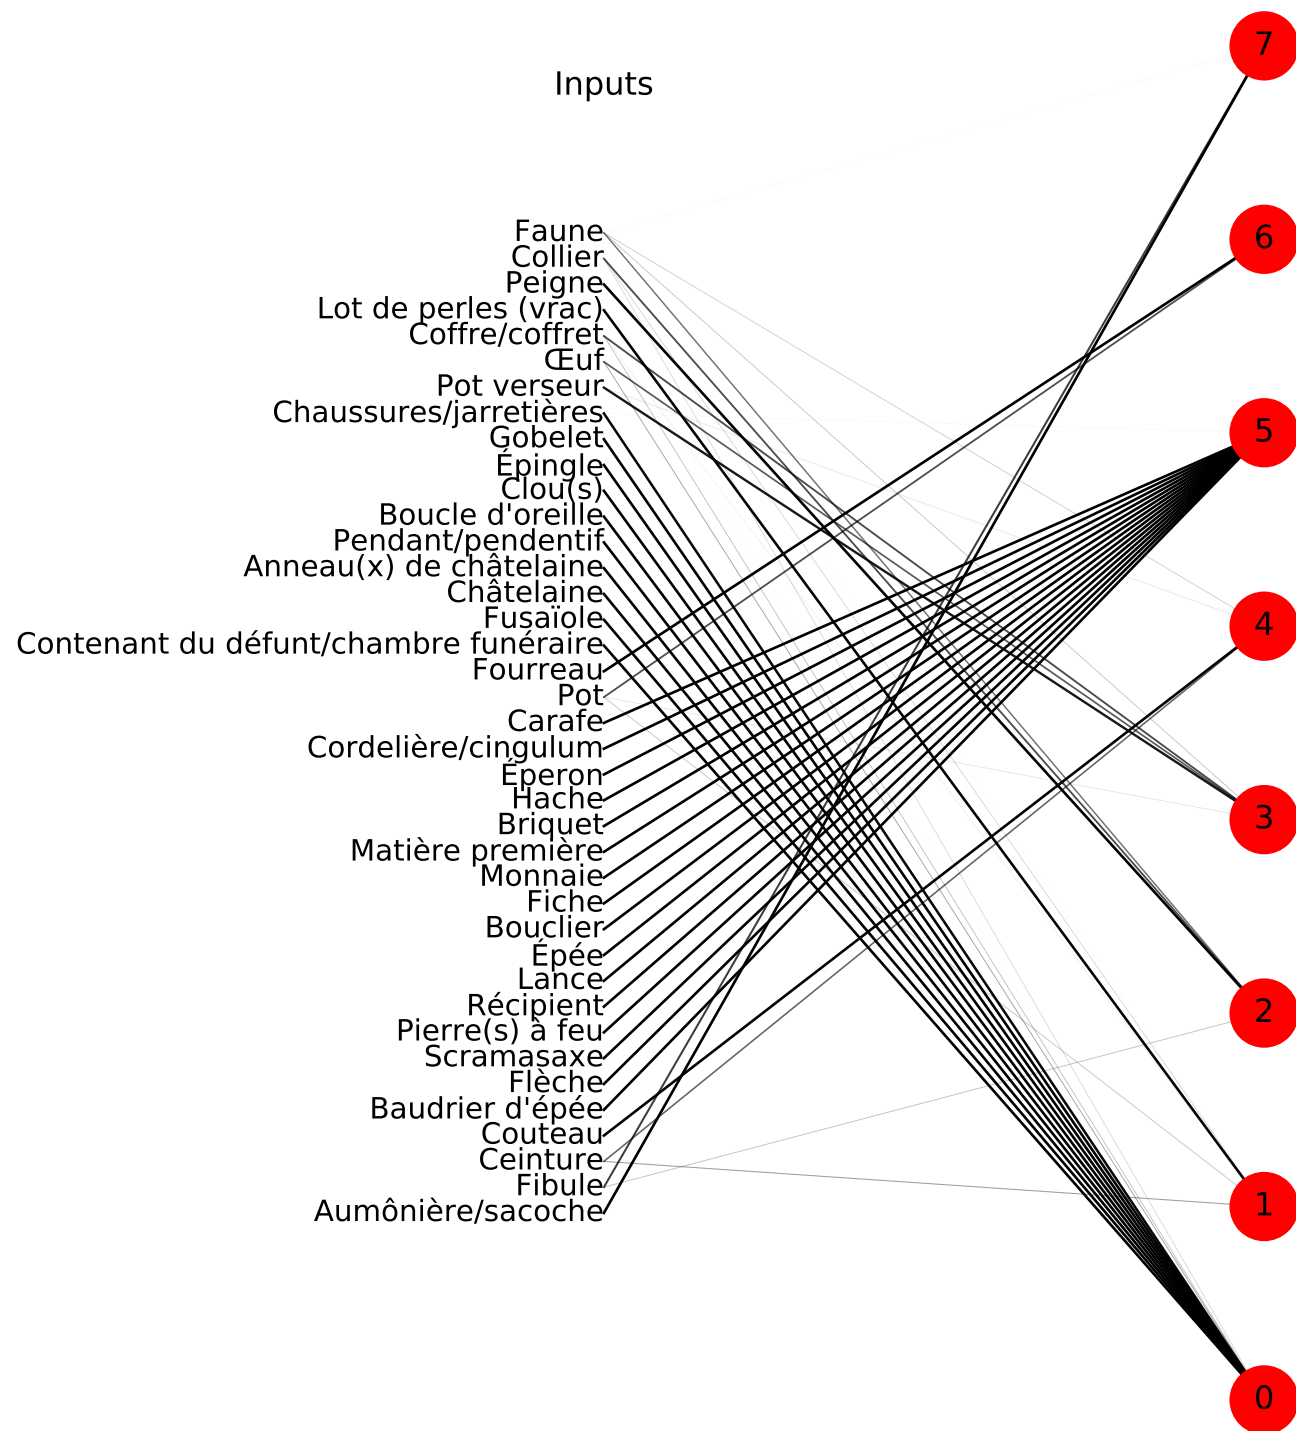 7
Inputs
6
Faune
Collier
Peigne
Lot de perles (vrac)
Coffre/coffret
Œuf
Pot verseur
Chaussures/jarretières
5
Gobelet
Épingle
Clou(s)
Boucle d'oreille
Pendant/pendentif
Anneau(x) de châtelaine
Châtelaine
Fusaïole
4
Contenant du défunt/chambre funéraire
Fourreau
Pot
Carafe
Cordelière/cingulum
Éperon
Hache
3
Briquet
Matière première
Monnaie
Fiche
Bouclier
Épée
Lance
Récipient
2
Pierre(s) à feu
Scramasaxe
Flèche
Baudrier d'épée
Couteau
Ceinture
Fibule
1
Aumônière/sacoche
0